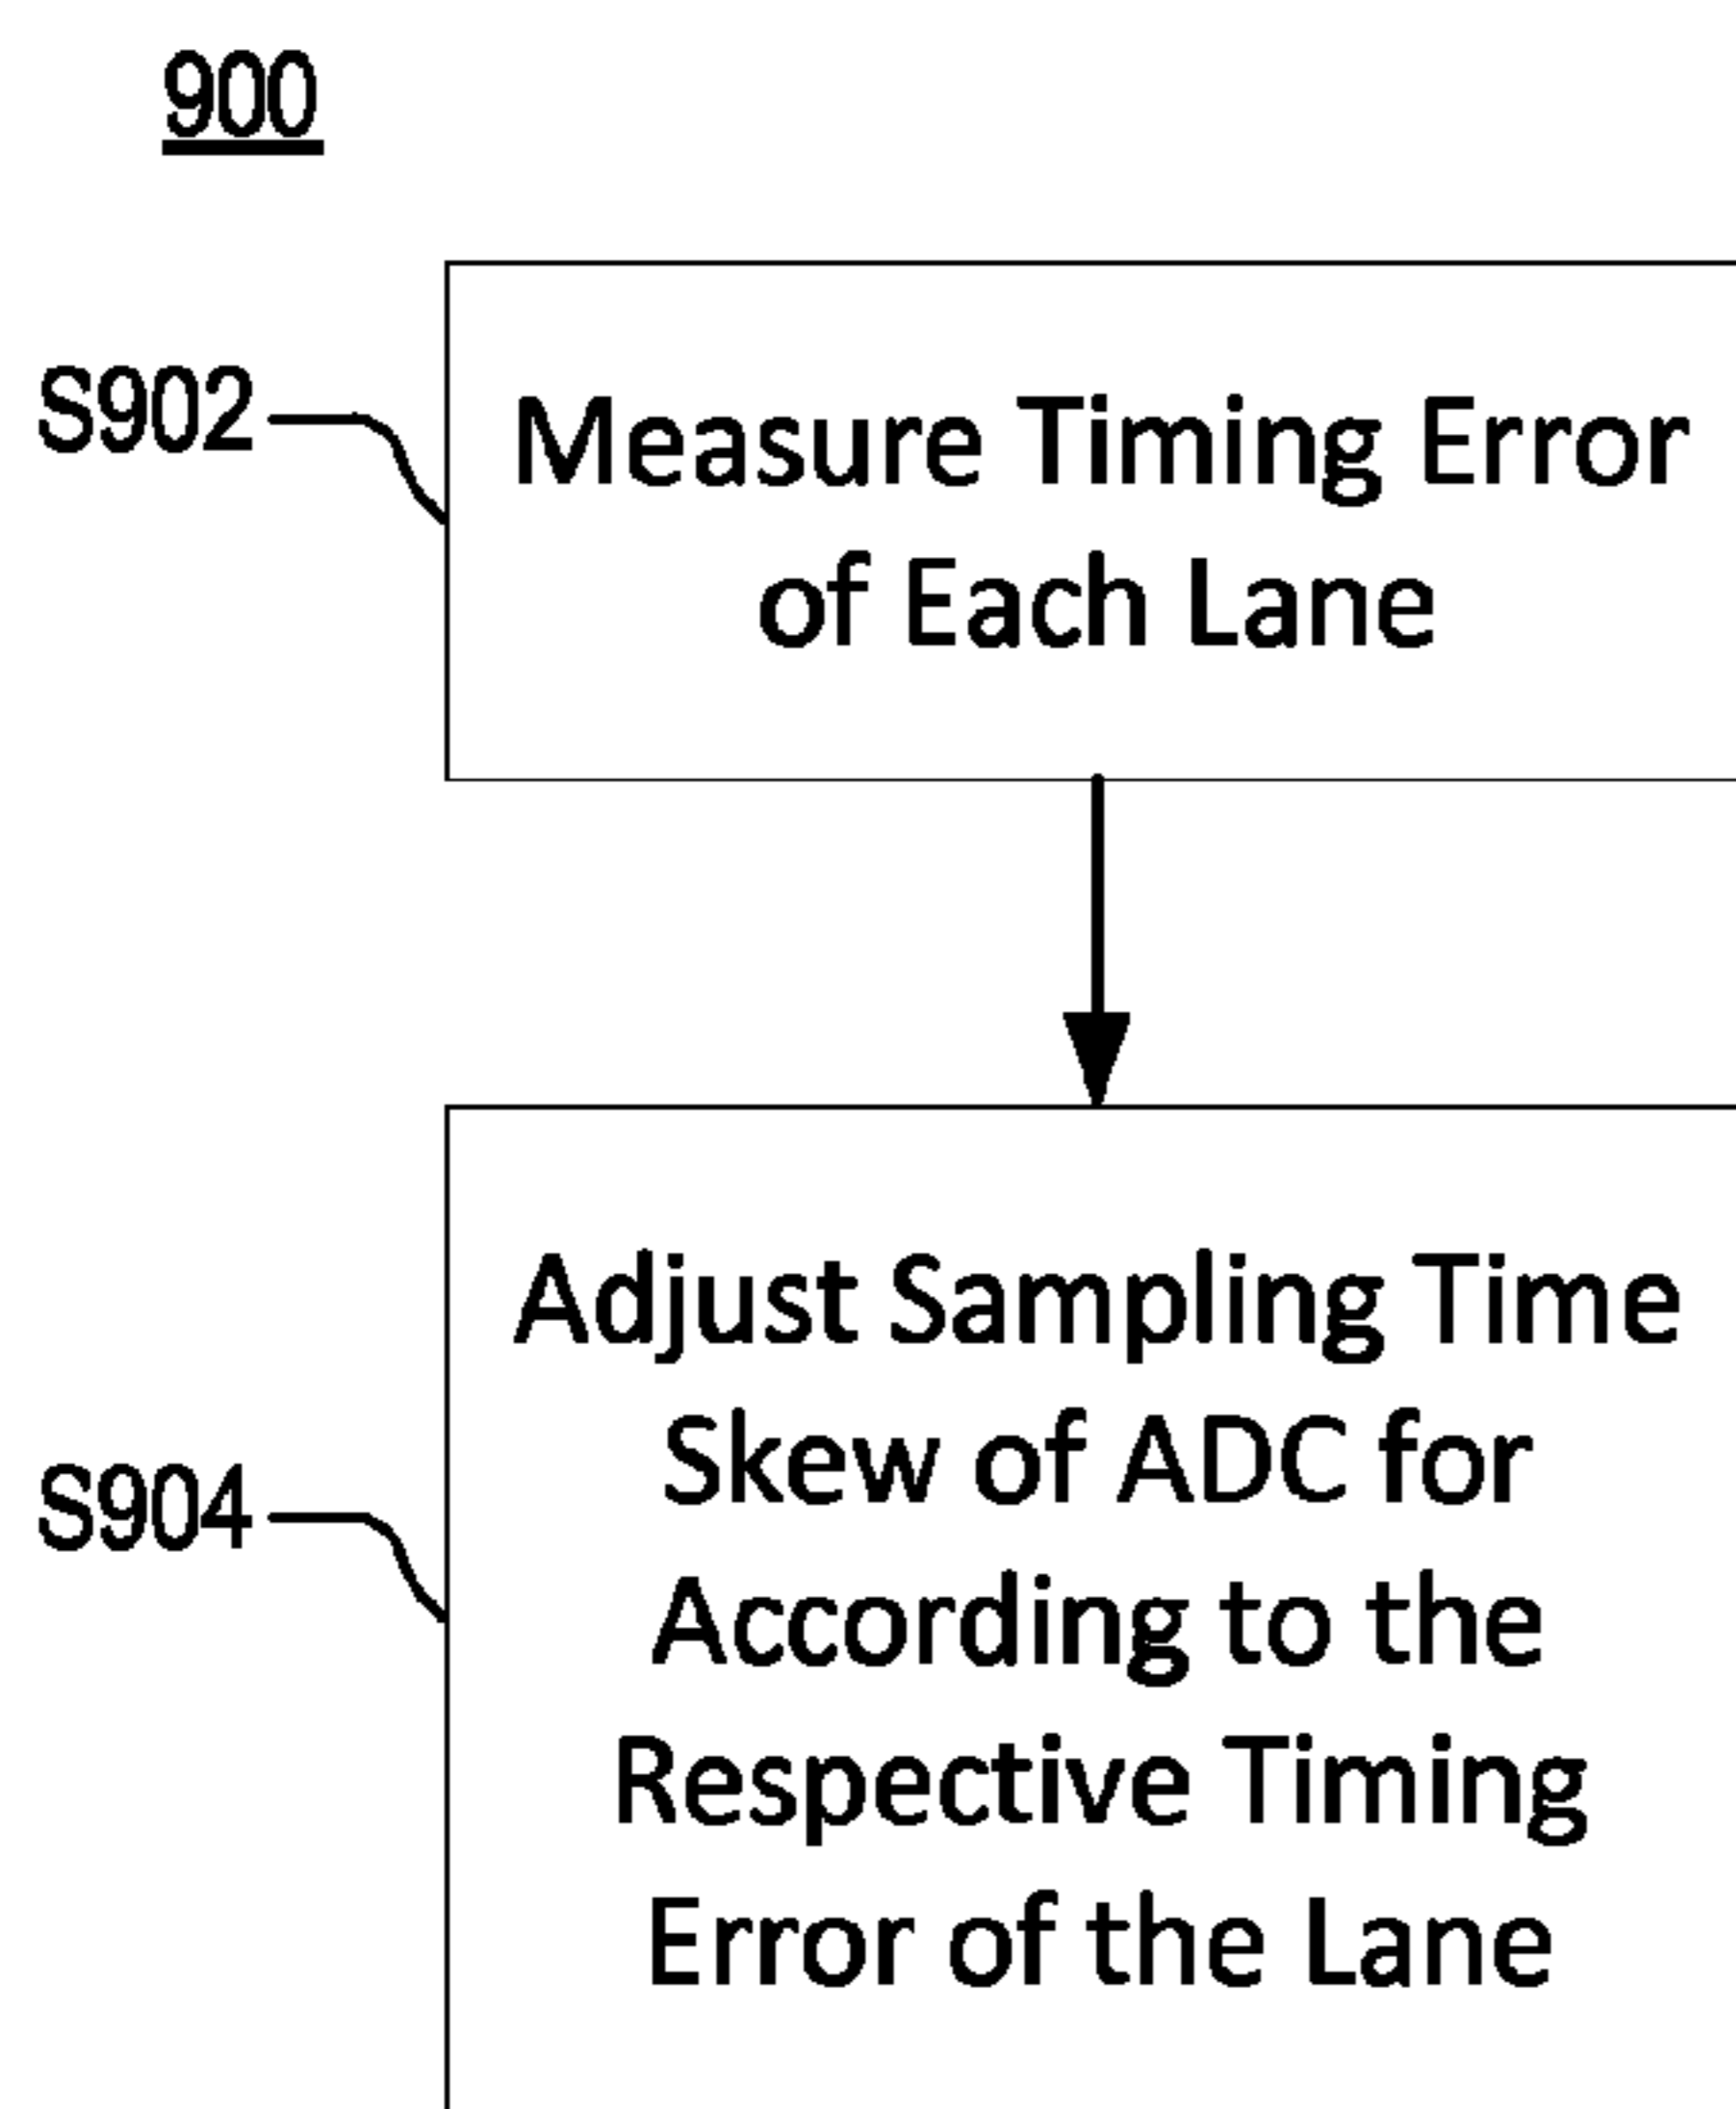 900
S902
Measure Timing Error
of Each Lane
S904
Adjust Sampling Time
Skew of ADC for
According to the
Respective Timing
Error of the Lane